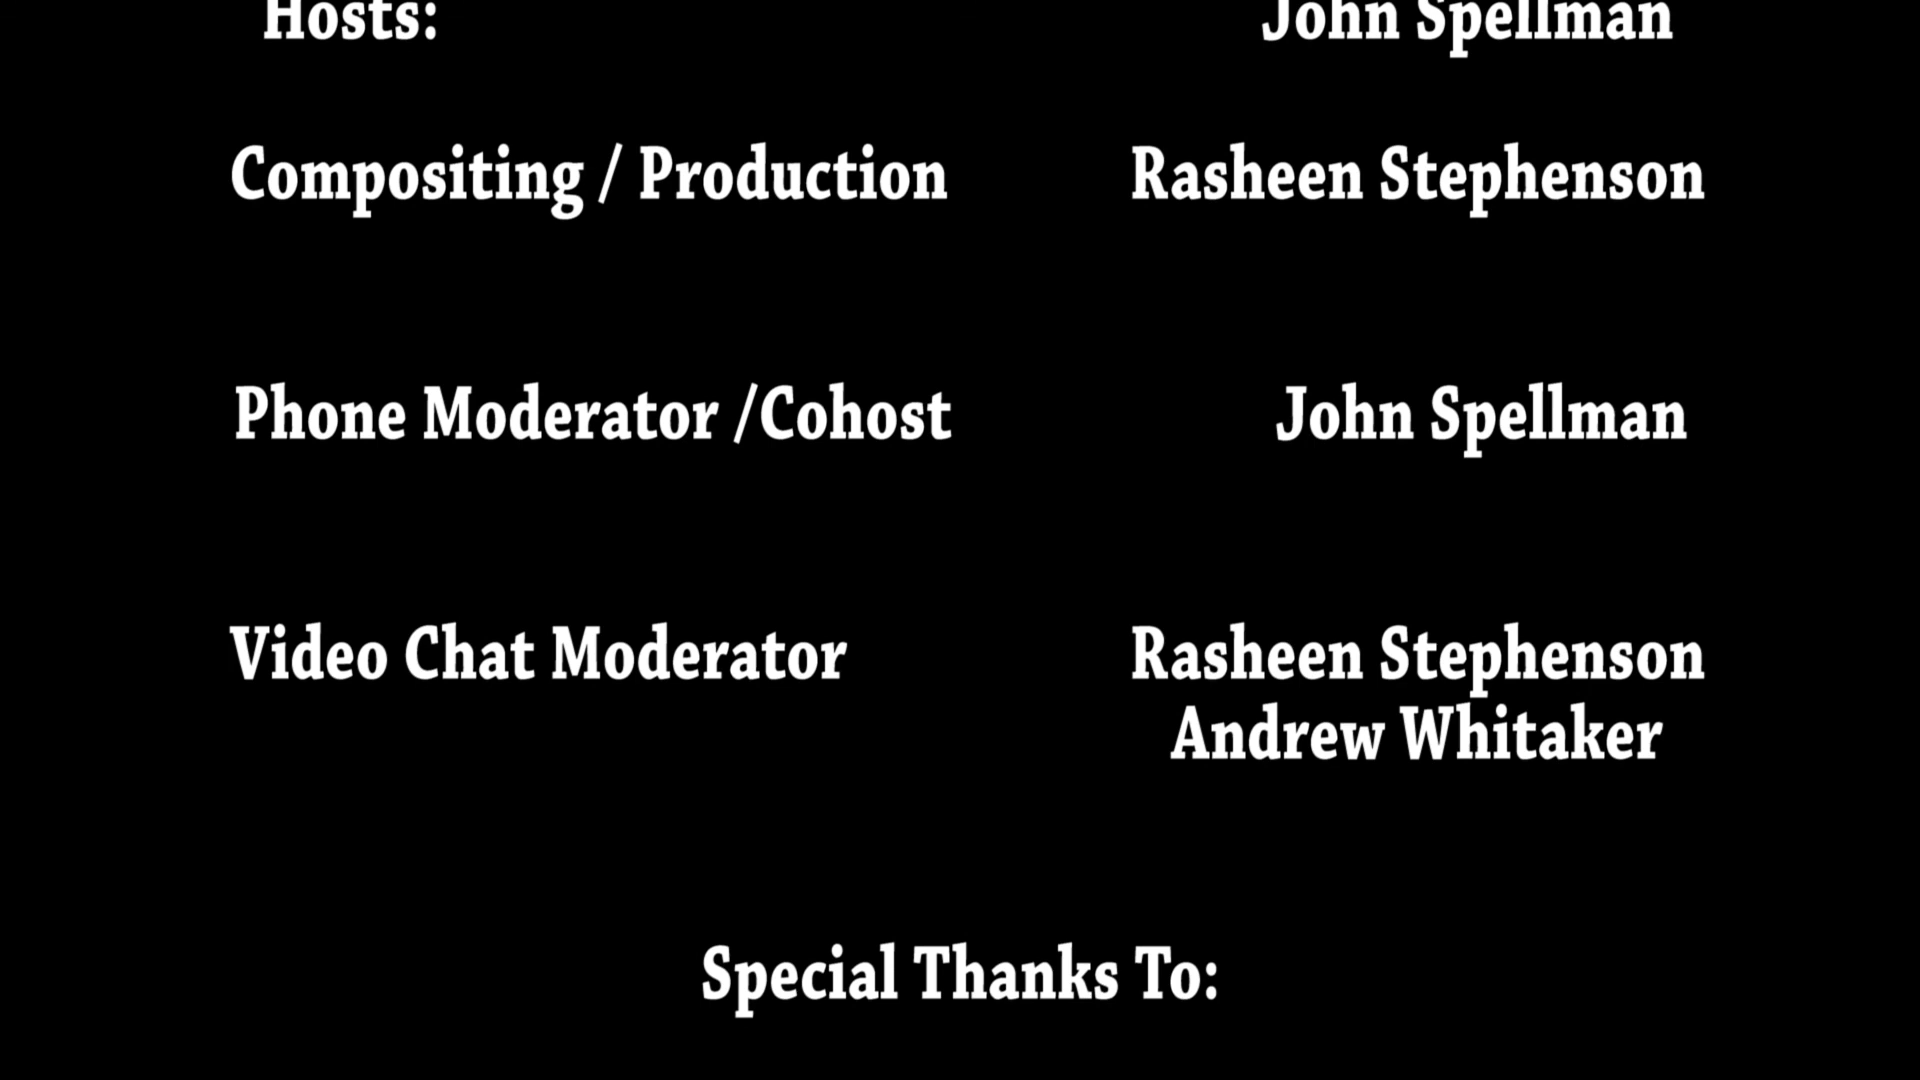 Hosts: John Spellman
Compositing / Production Rasheen Stephenson
Phone Moderator /Cohost John Spellman
Video Chat Moderator Rasheen Stephenson
Andrew Whitaker
Special Thanks To: